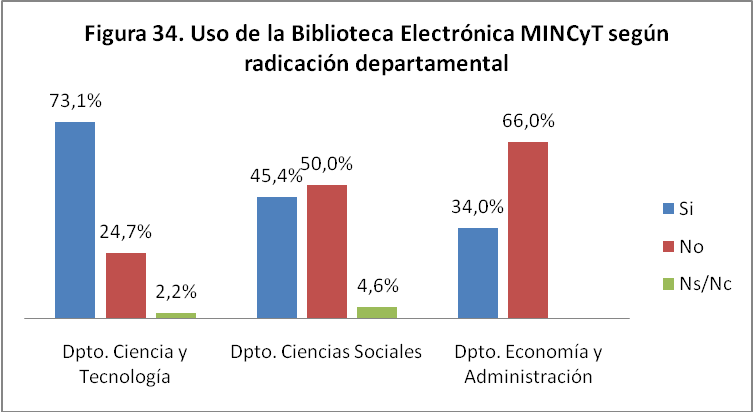 Figura 34. Uso de la Biblioteca Electrónica MINCyT según
radicación departamental
73,1%
24,7%
2,2%
45,4%
50,0%
4,6%
34,0%
66,0%
Si
No
Ns/Nc
Dpto. Ciencia y
Tecnología
Dpto. Ciencias Sociales
Dpto. Economía y
Administración